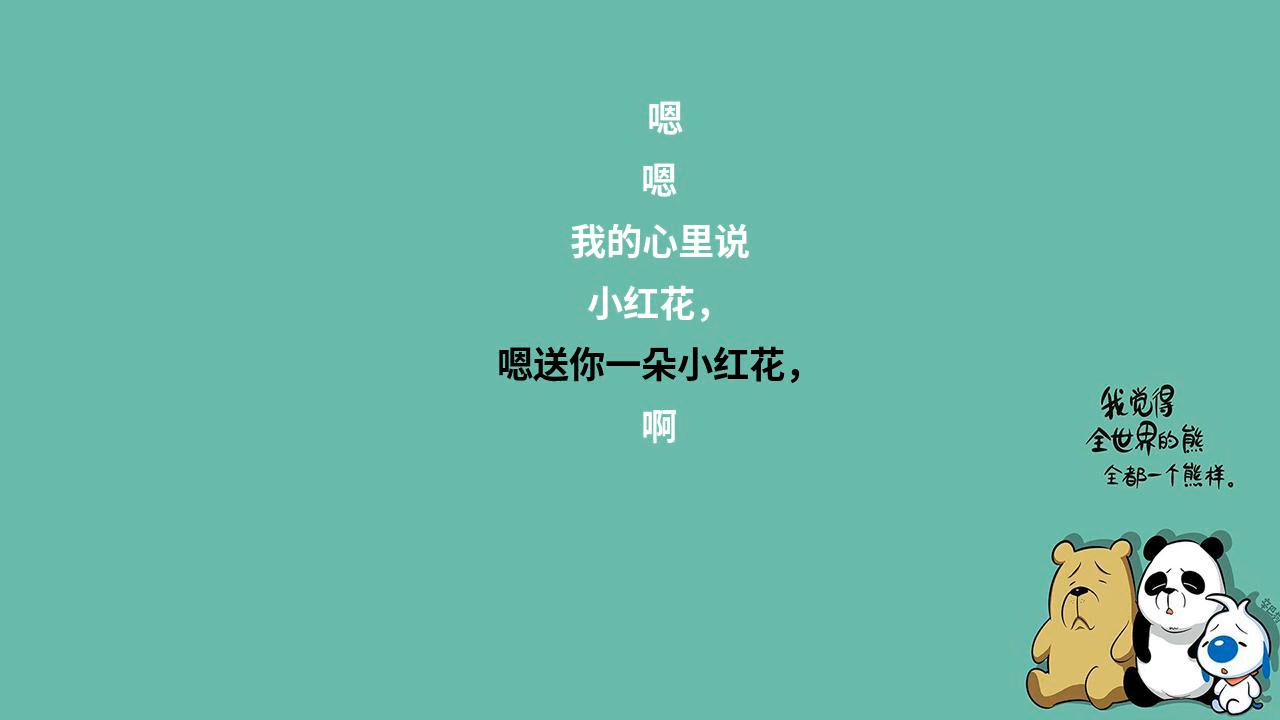 嗯
嗯
我的心里说
小红花，
嗯送你一朵小红花，
啊
我觉得
全世界的熊
全都一个熊样。